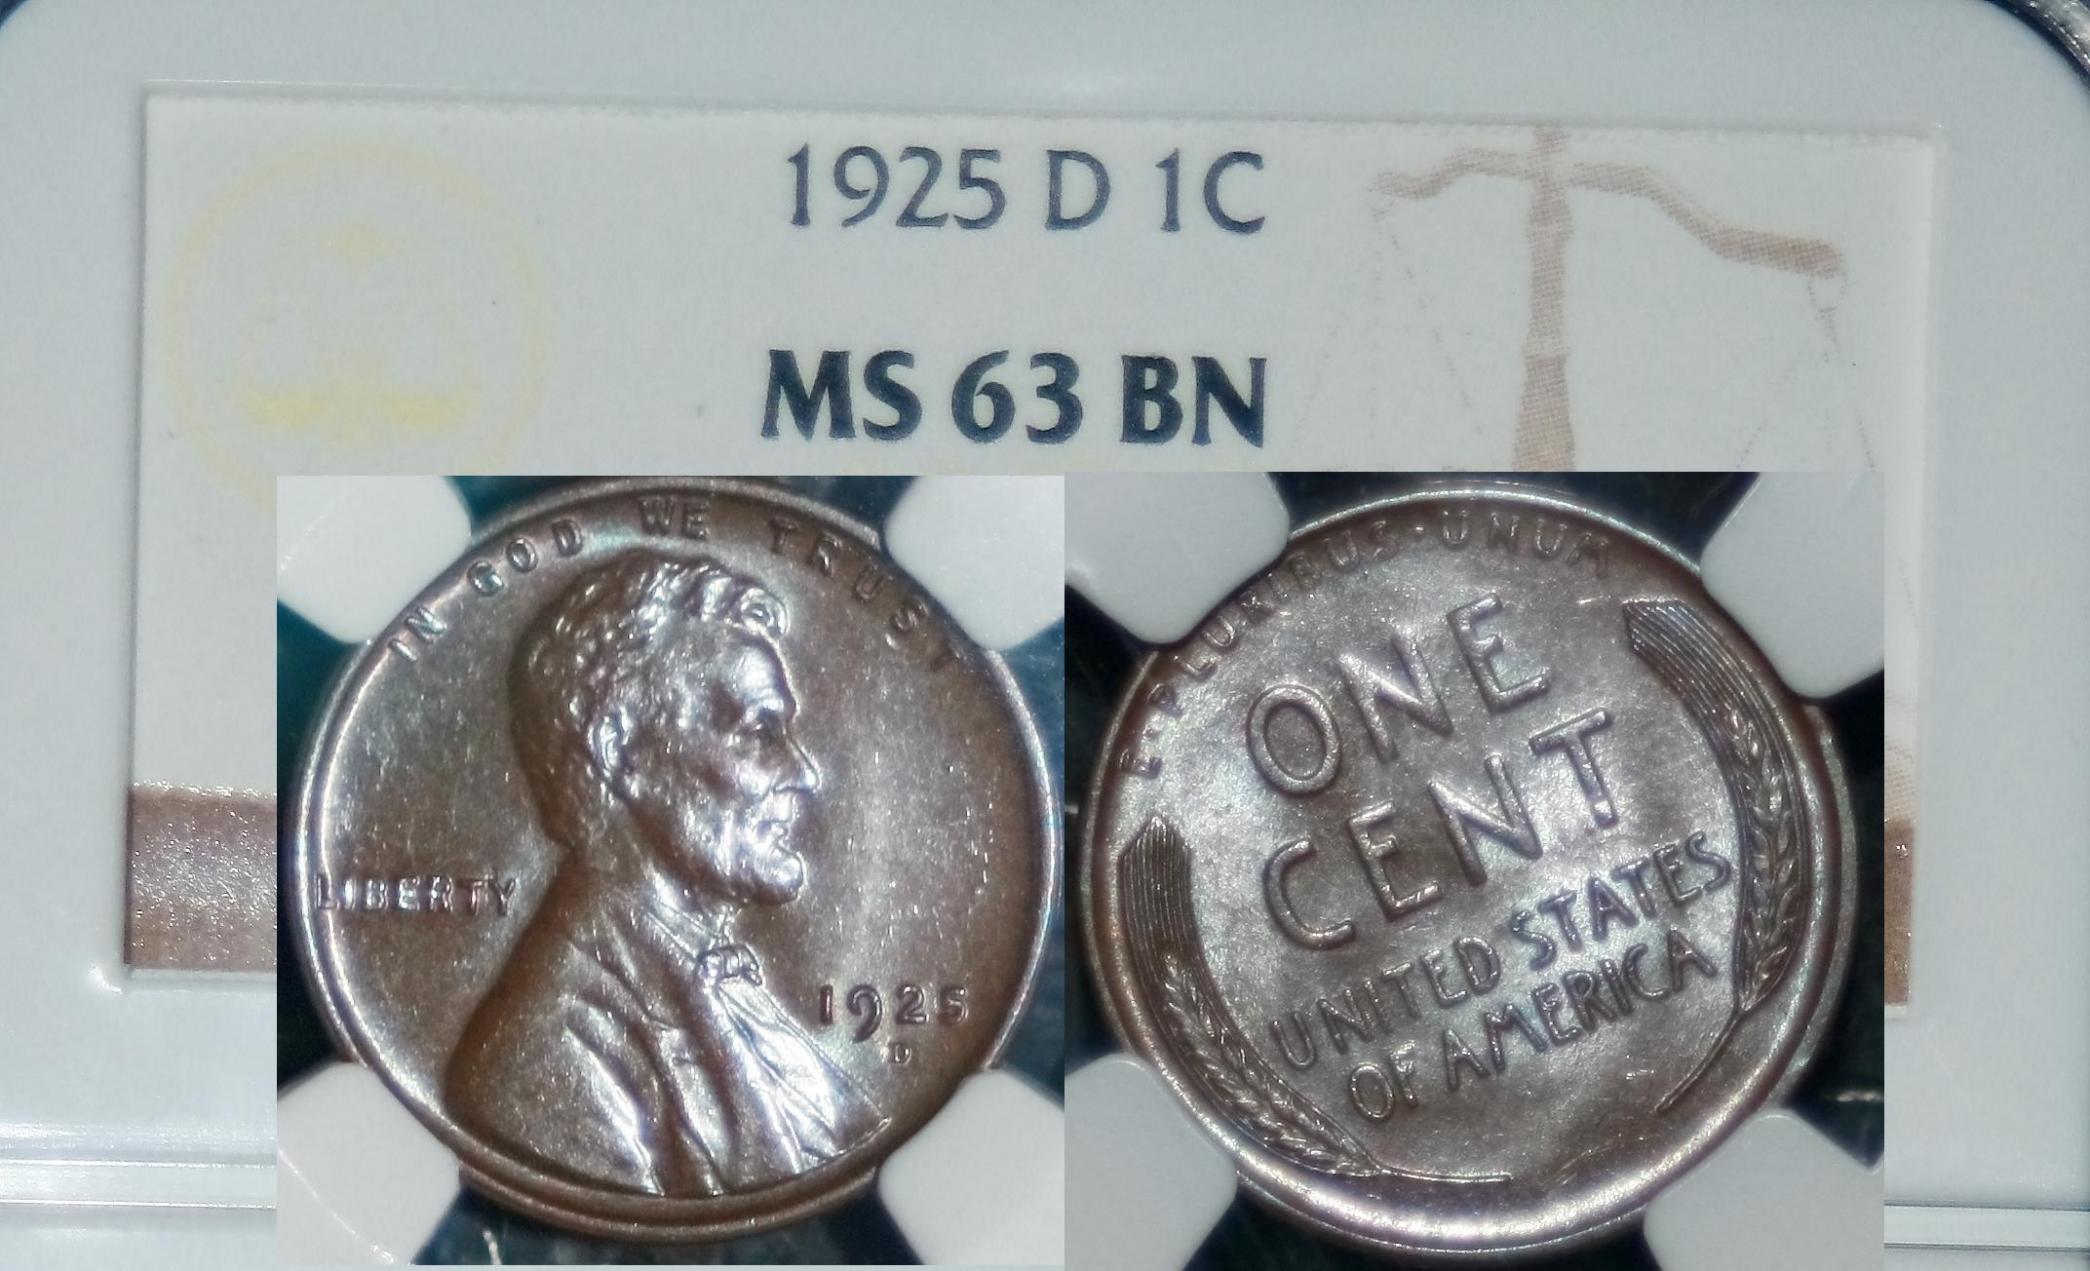 1925 D 1C
MS 63 BN
IN GOD WE TRUST
LIBERTY
1925
D
E·PLURIBUS·UNUM
ONE
CENT
UNITED STATES
OF AMERICA